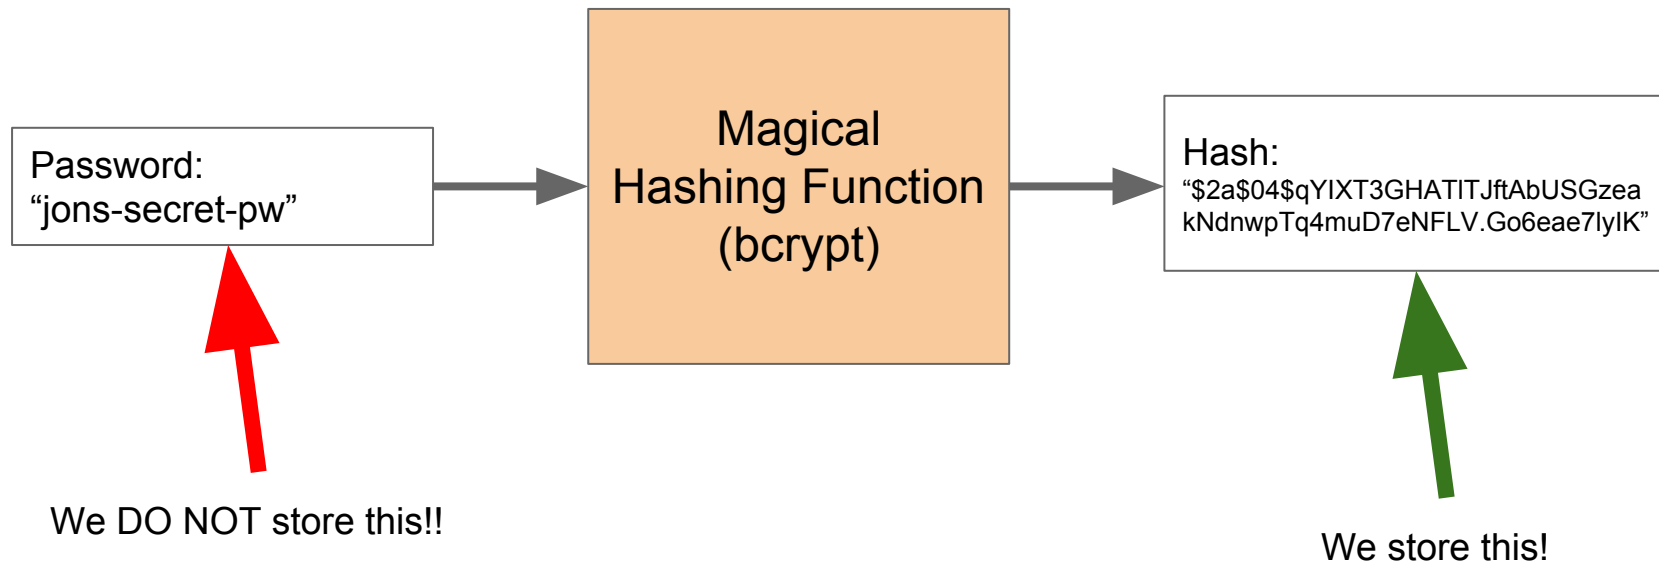 Password:
“jons-secret-pw”
Magical
Hashing Function
(bcrypt)
Hash:
“$2a$04$qYlXT3GHATlTJftAbUSGzea
kNdnwpTq4muD7eNFLV.Go6eae7lyIK”
We DO NOT store this!!
We store this!